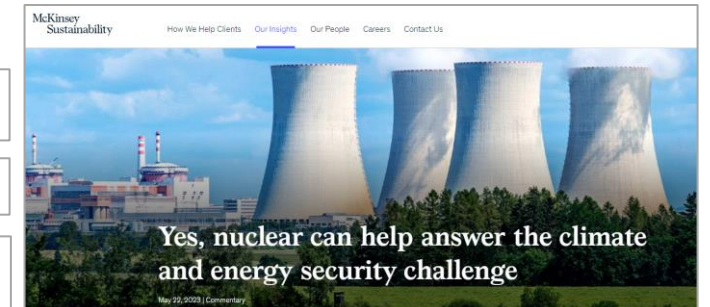 McKinsey
Sustainability
How We Help Clients Our Insights Our People Careers Contact Us
Yes, nuclear can help answer the climate
and energy security challenge
May 22, 2023 | Commentary